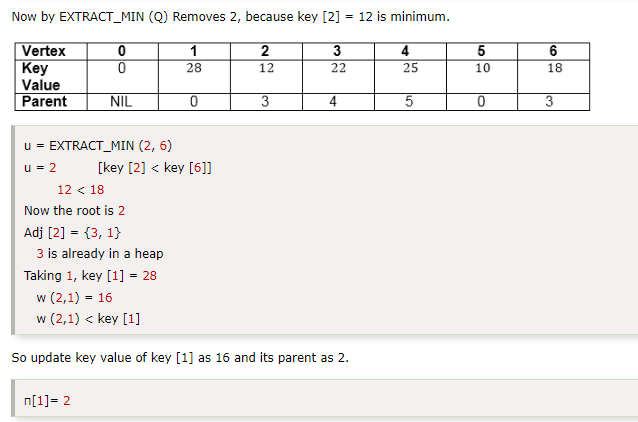 Now by EXTRACT_MIN (Q) Removes 2, because key [2] = 12 is minimum.
Vertex 0 1 2 3 4 5 6
Key Value 0 28 12 22 25 10 18
Parent NIL 0 3 4 5 0 3
u = EXTRACT_MIN (2, 6)
u = 2 [key [2] < key [6]]
12 < 18
Now the root is 2
Adj [2] = {3, 1}
3 is already in a heap
Taking 1, key [1] = 28
w (2,1) = 16
w (2,1) < key [1]
So update key value of key [1] as 16 and its parent as 2.
π[1]= 2